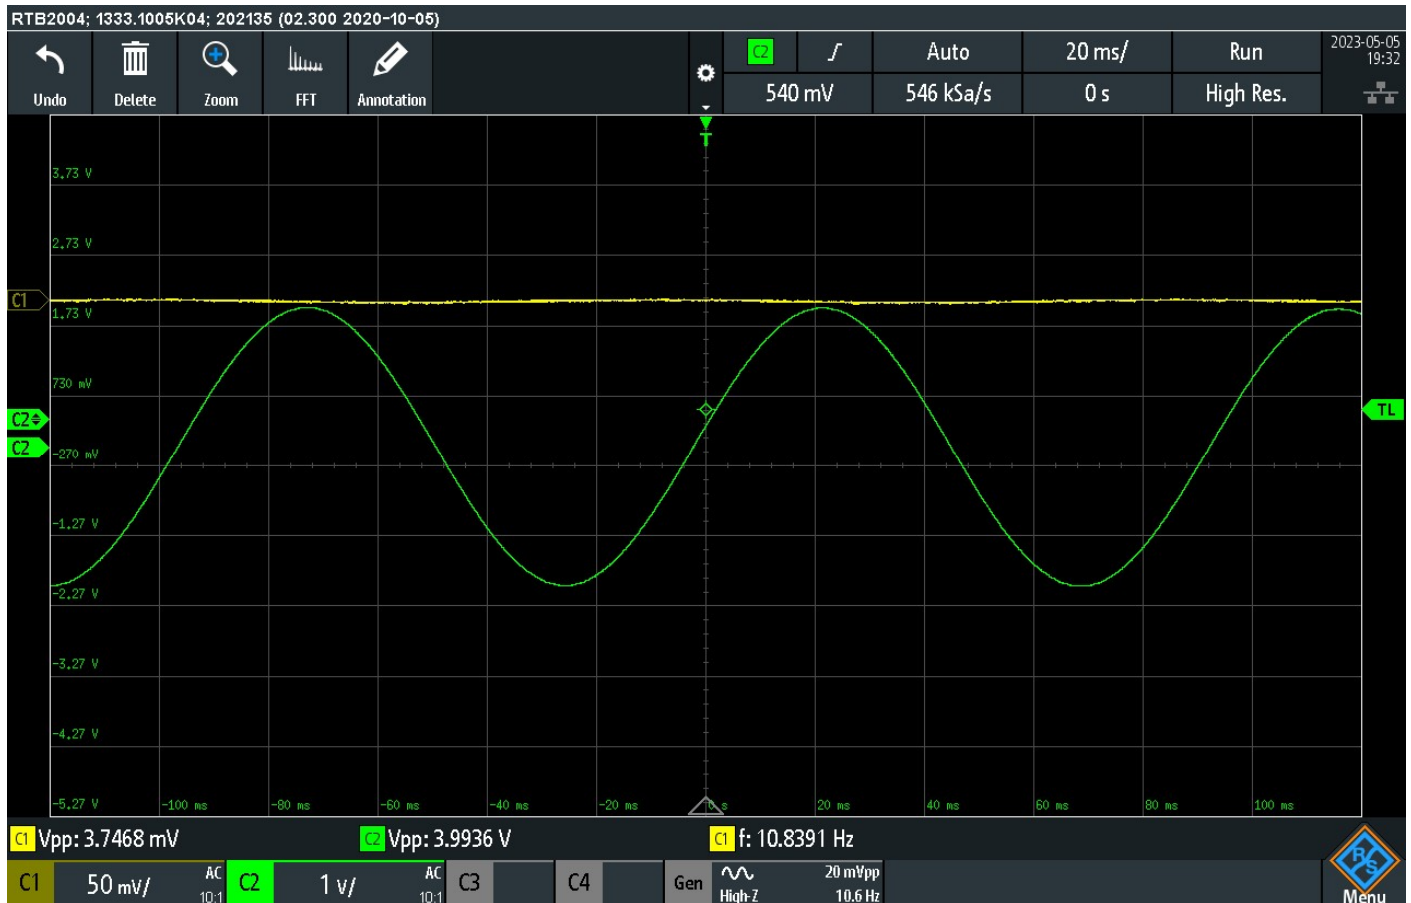 RTB2004; 1333.1005K04; 202135 (02.300 2020-10-05)
Undo Delete Zoom FFT Annotation
C2 Auto 20 ms/ Run
540 mV 546 kSa/s 0 s High Res.
2023-05-05
19:32
T
3.73 V
2.73 V
C1
1.73 V
730 mV
C2
TL
C2
-270 mV
-1.27 V
-2.27 V
-3.27 V
-4.27 V
-5.27 V -100 ms -80 ms -60 ms -40 ms -20 ms 0 s 20 ms 40 ms 60 ms 80 ms 100 ms
C1 Vpp: 3.7468 mV C2 Vpp: 3.9936 V C1 f: 10.8391 Hz
C1 50 mV/ AC 10:1 C2 1 V/ AC 10:1 C3 C4 Gen High-Z 20 mVpp 10.6 Hz
R&S
Menu